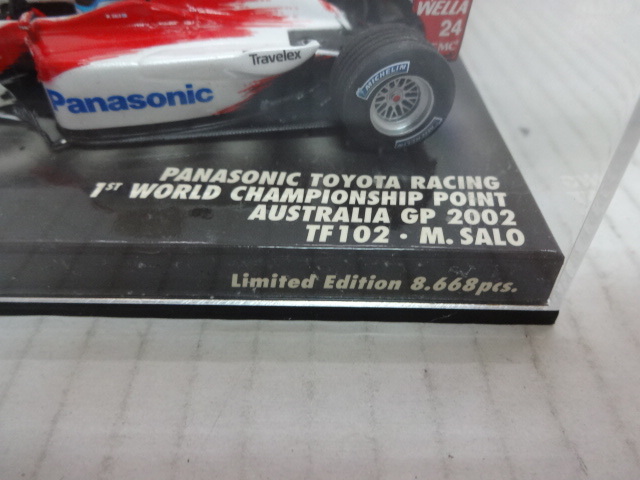 WELLA
24
Travelex
MICHELIN
Panasonic
PANASONIC TOYOTA RACING
1ST WORLD CHAMPIONSHIP POINT
AUSTRALIA GP 2002
TF102 · M. SALO
Limited Edition 8.668pcs.